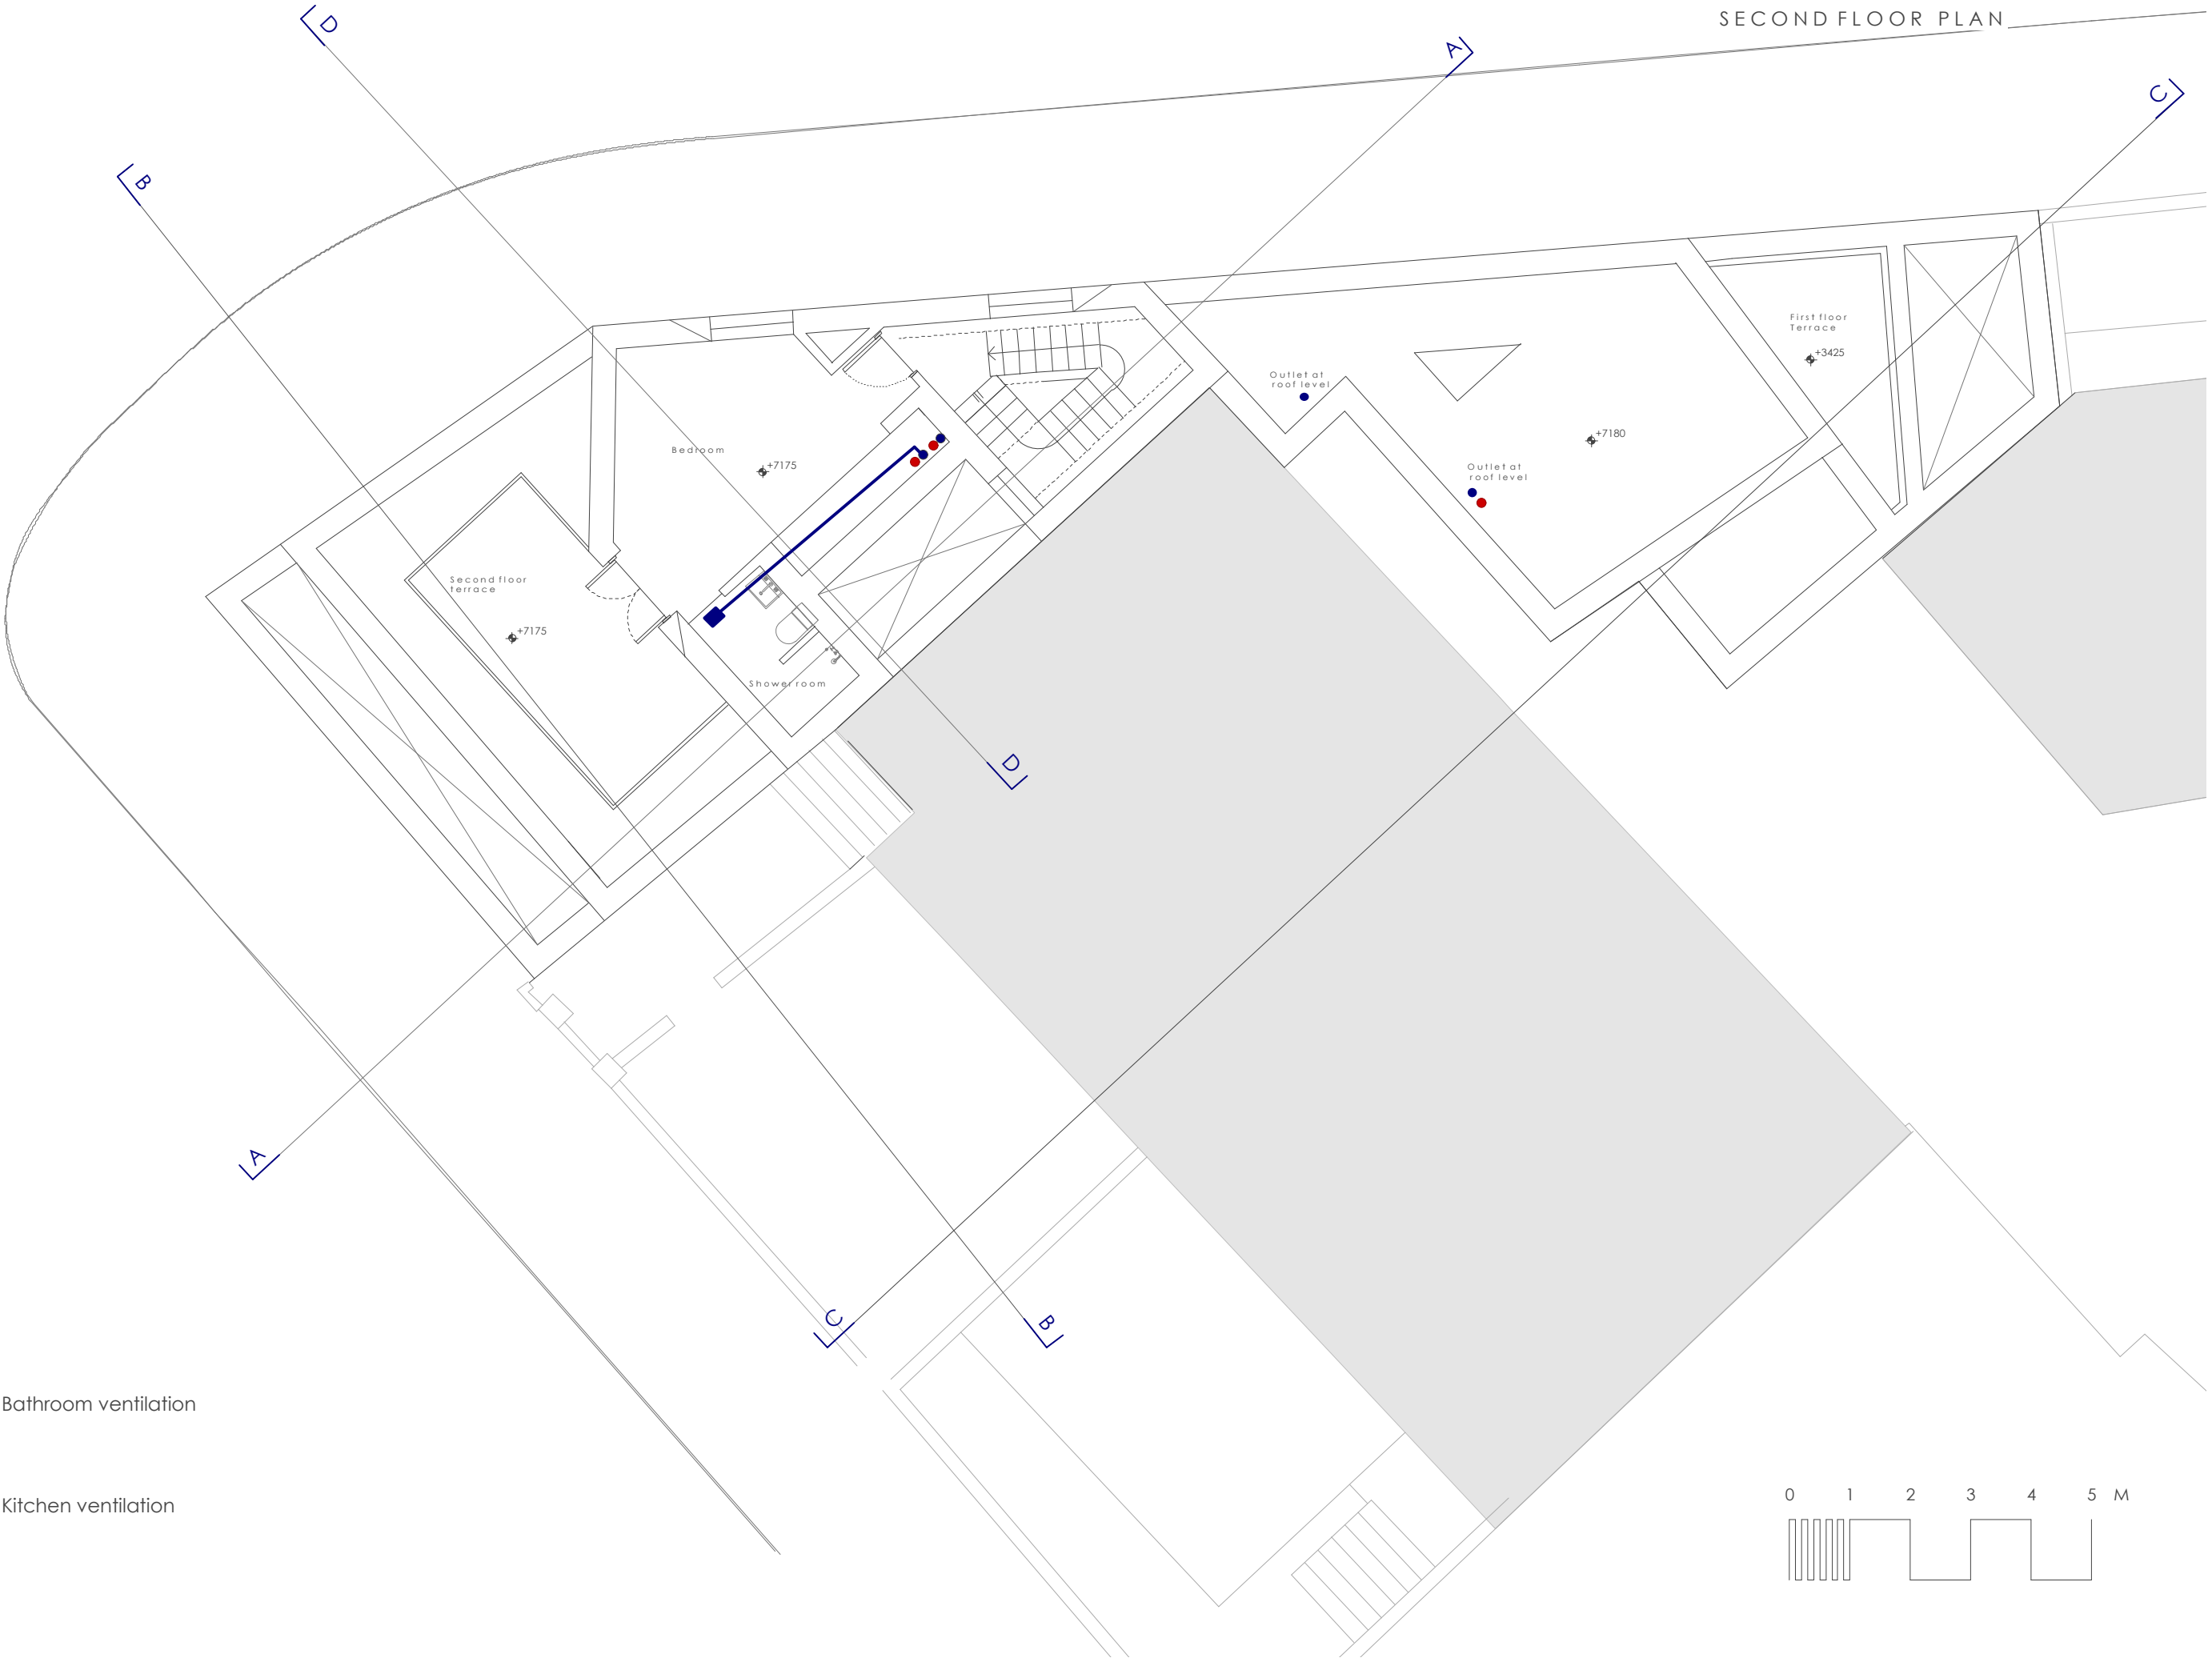 SECOND FLOOR PLAN
D
A
C
B
First floor
Terrace
+3425
Outlet at
roof level
+7180
Bedroom
+7175
Outlet at
roof level
Second floor
terrace
+7175
Shower room
D
A
C
B
Bathroom ventilation
Kitchen ventilation
0 1 2 3 4 5 M